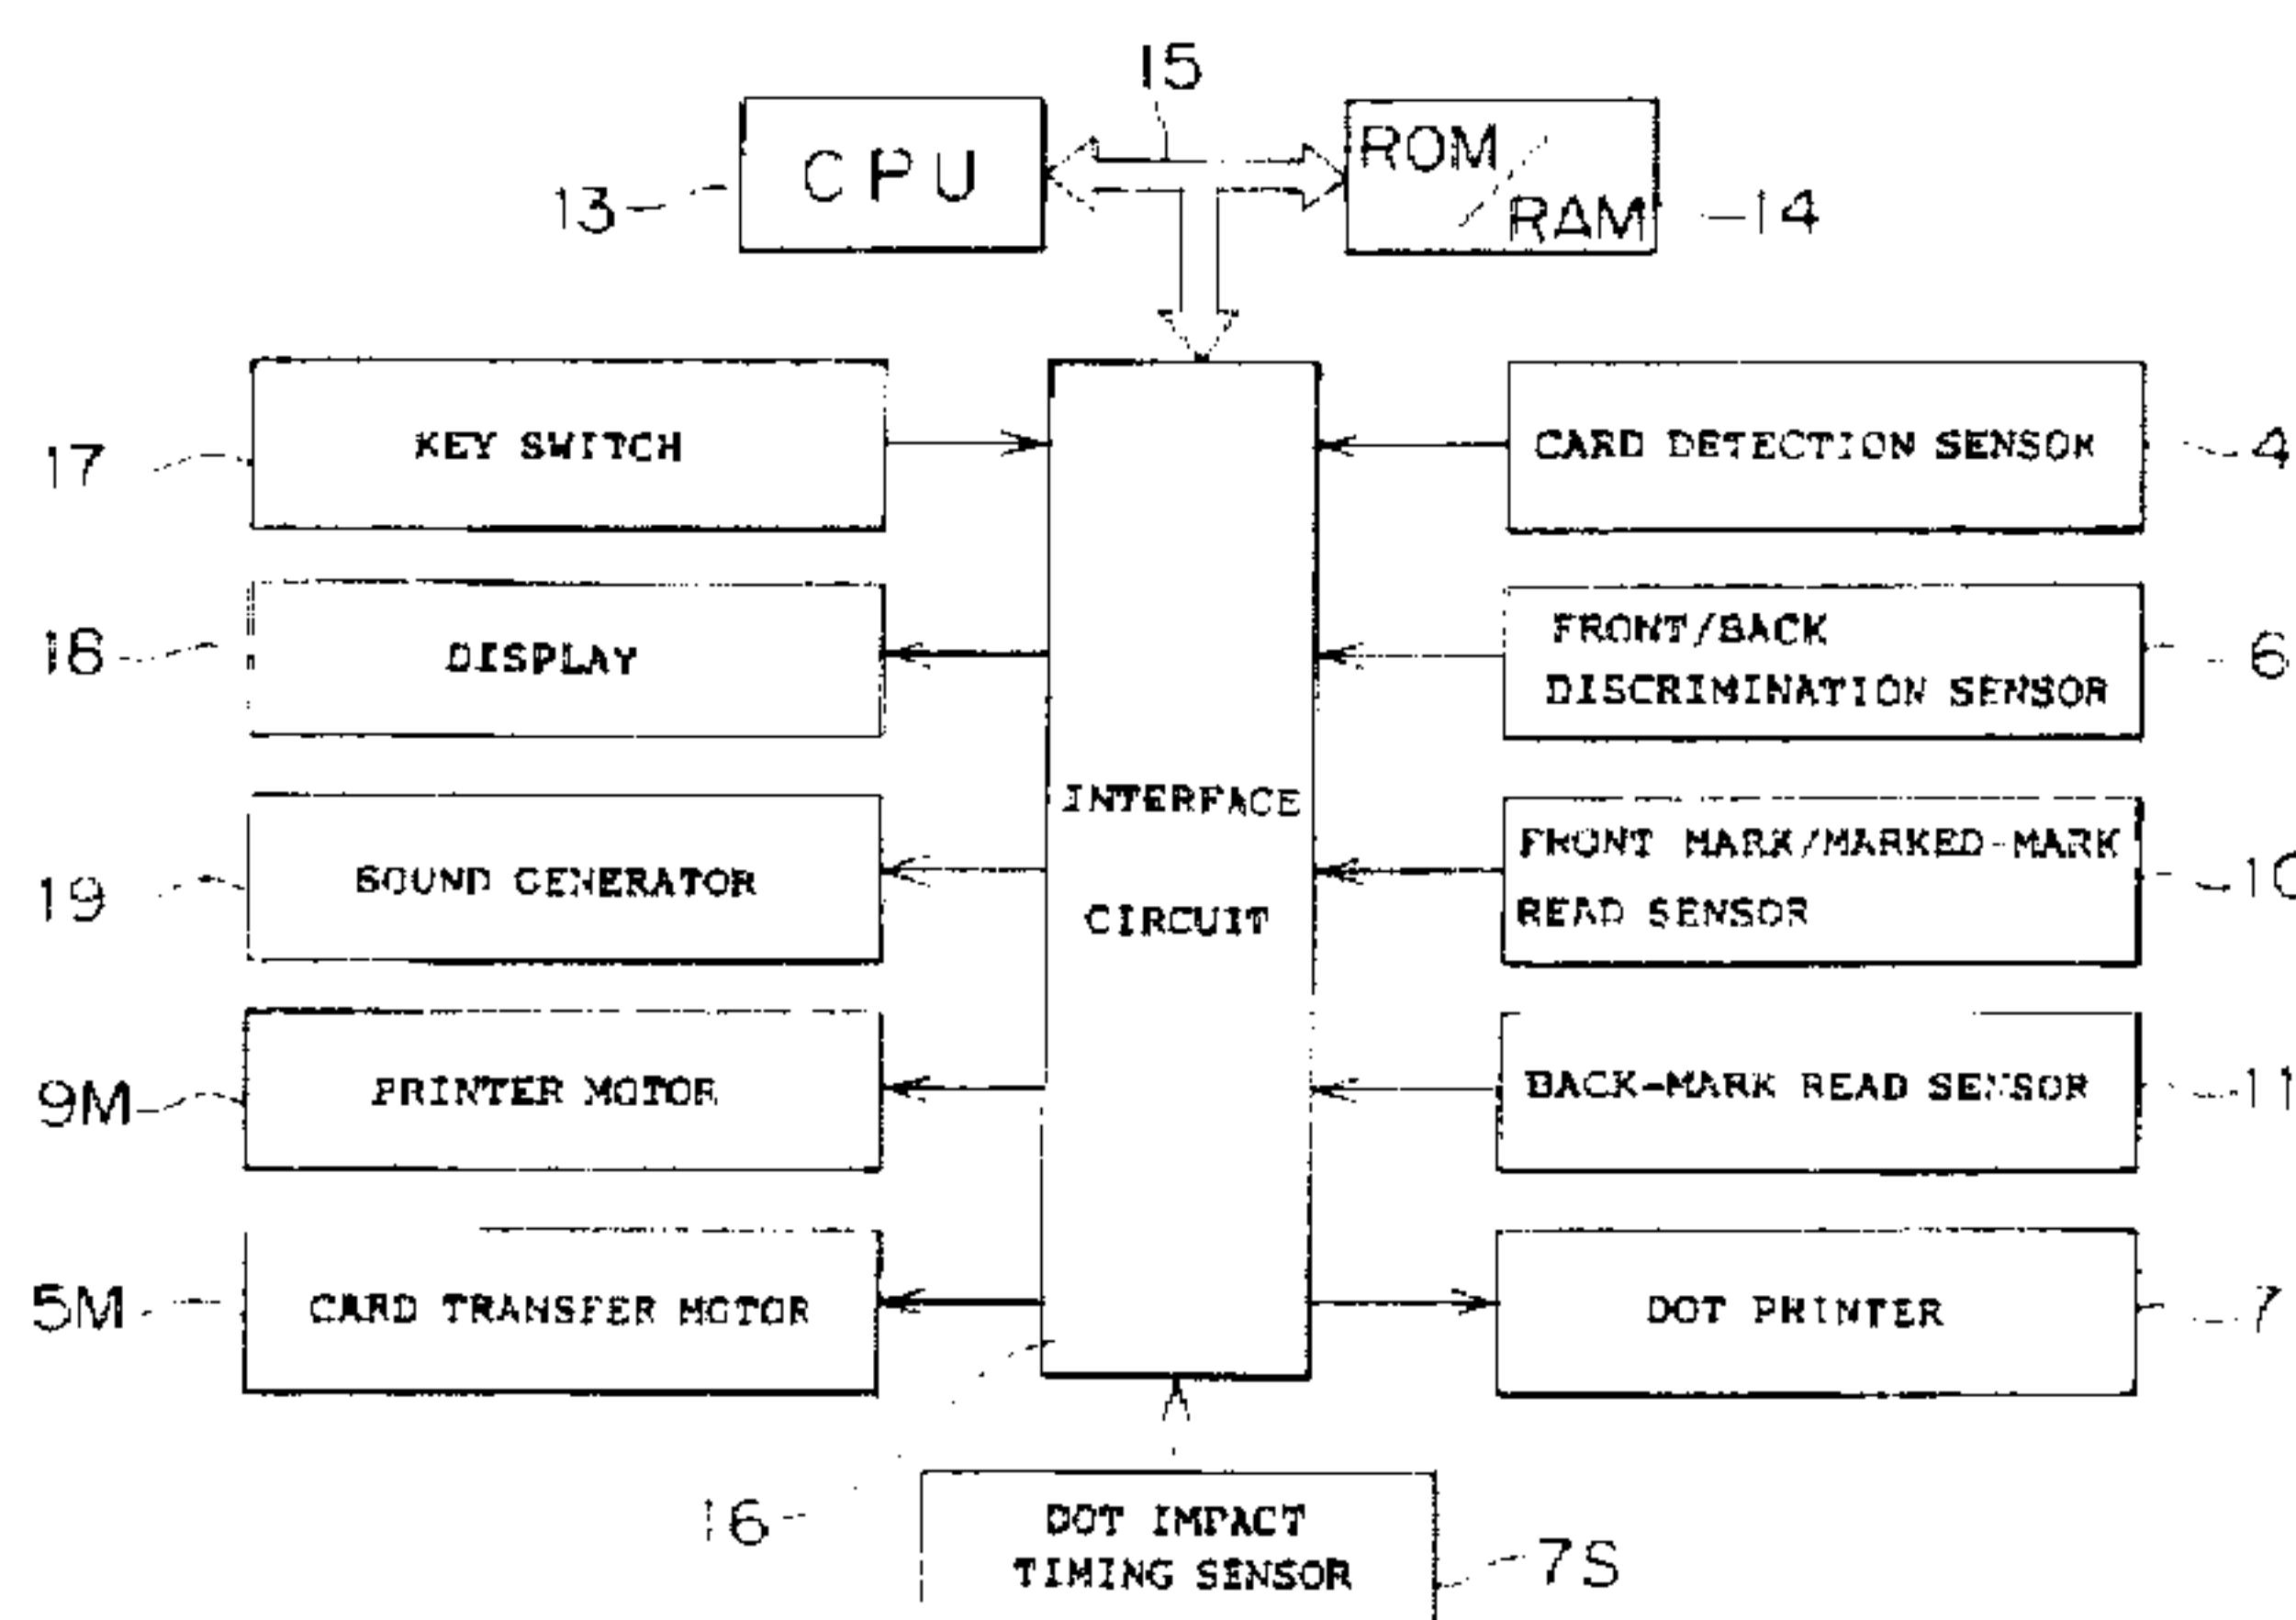 15
CPU
ROM
RAM
13
14
KEY SWITCH
17
CARD DETECTION SENSOR
4
DISPLAY
18
FRONT/BACK
DISCRIMINATION SENSOR
6
INTERFACE
CIRCUIT
SOUND GENERATOR
19
FRONT MARK/MARKED-MARK
READ SENSOR
10
PRINTER MOTOR
9M
BACK-MARK READ SENSOR
11
CARD TRANSFER MOTOR
5M
DOT PRINTER
7
16
DOT IMPACT
TIMING SENSOR
7S